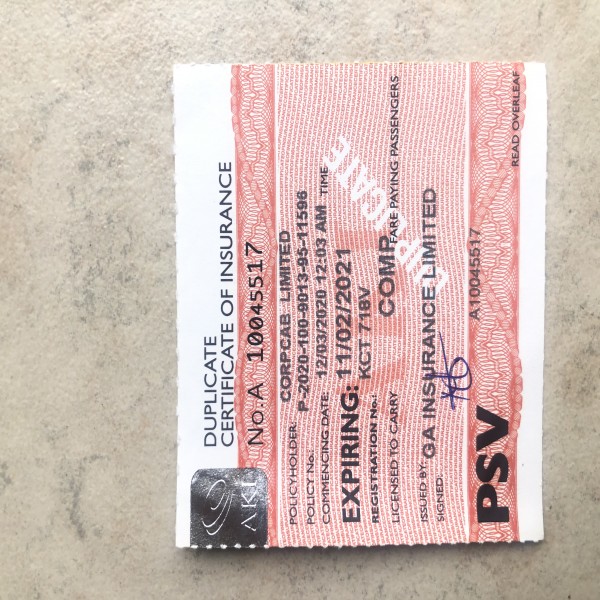 DUPLICATE
CERTIFICATE OF INSURANCE
No. A 10045517
AKI
POLICYHOLDER: CORPCAB LIMITED
POLICY No.: P-2020-100-9013-95-11596
COMMENCING DATE: 12/03/2020 12:03 AM TIME
EXPIRING: 11/02/2021
REGISTRATION No.: KCT 718V
LICENSED TO CARRY COMP FARE PAYING PASSENGERS
ISSUED BY: GA INSURANCE LIMITED
SIGNED:
A10045517
PSV
READ OVERLEAF
DUPLICATE